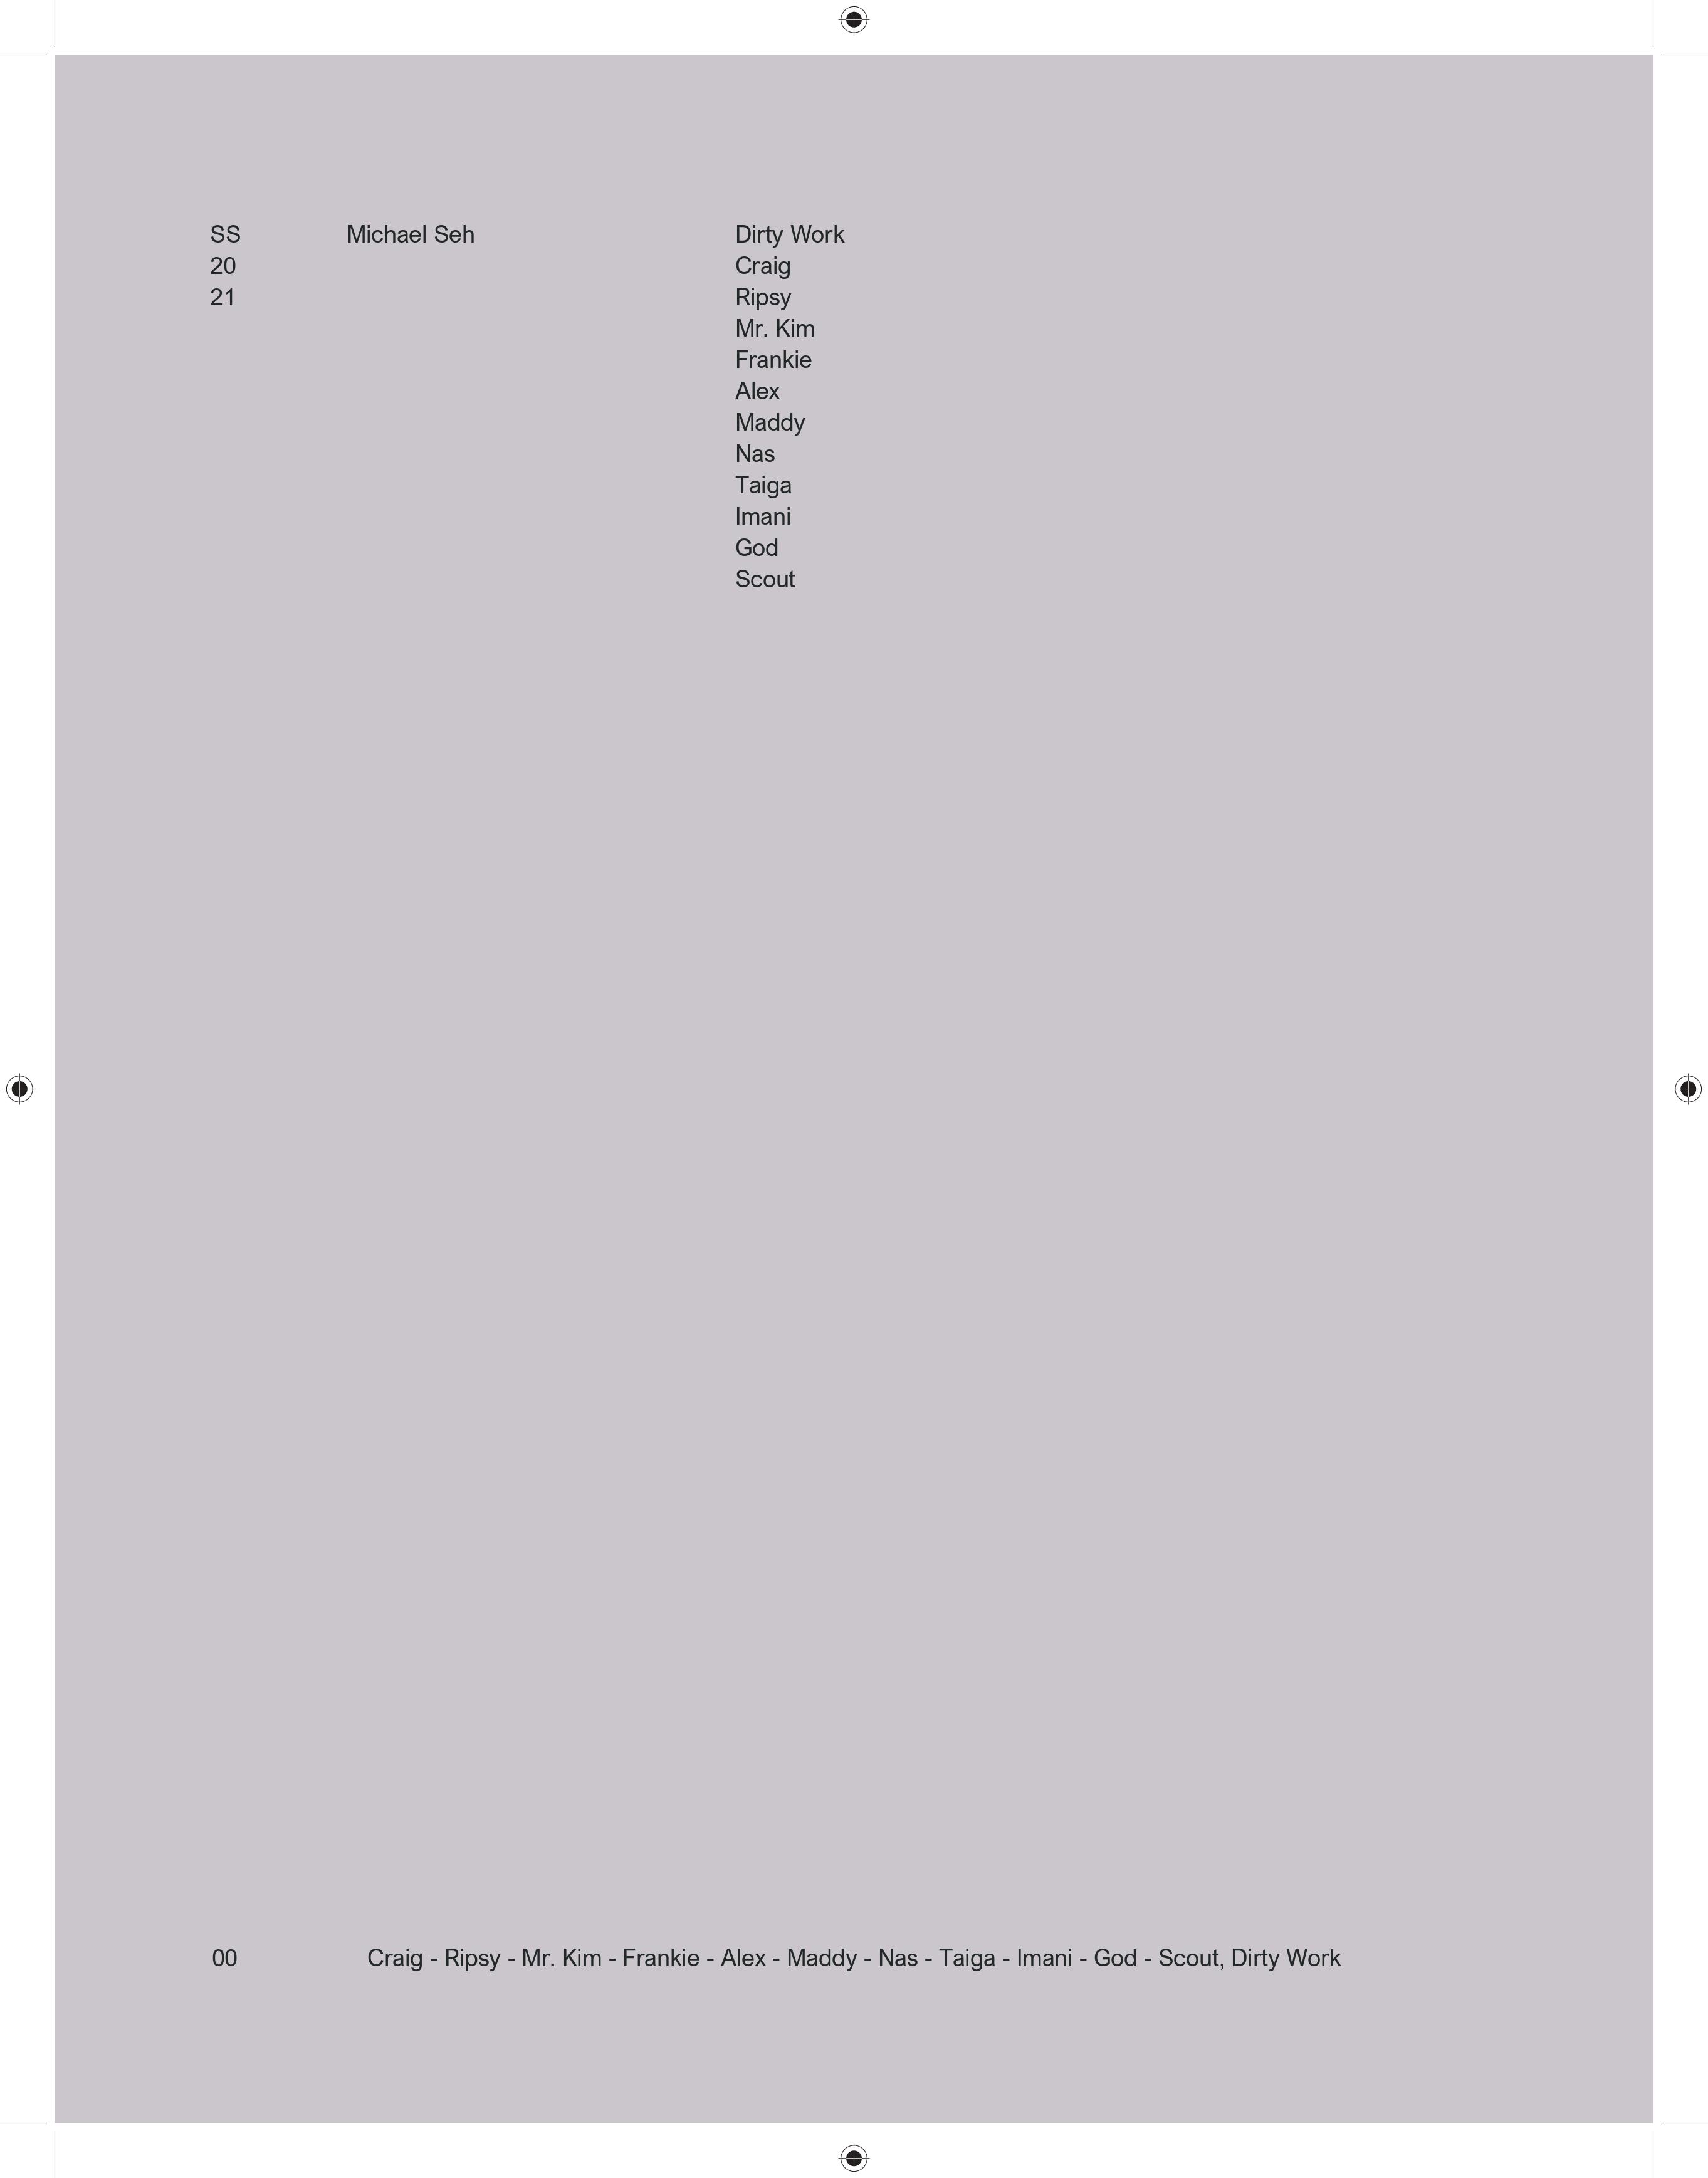 SS
20
21
Michael Seh
Dirty Work
Craig
Ripsy
Mr. Kim
Frankie
Alex
Maddy
Nas
Taiga
Imani
God
Scout
00
Craig - Ripsy - Mr. Kim - Frankie - Alex - Maddy - Nas - Taiga - Imani - God - Scout, Dirty Work